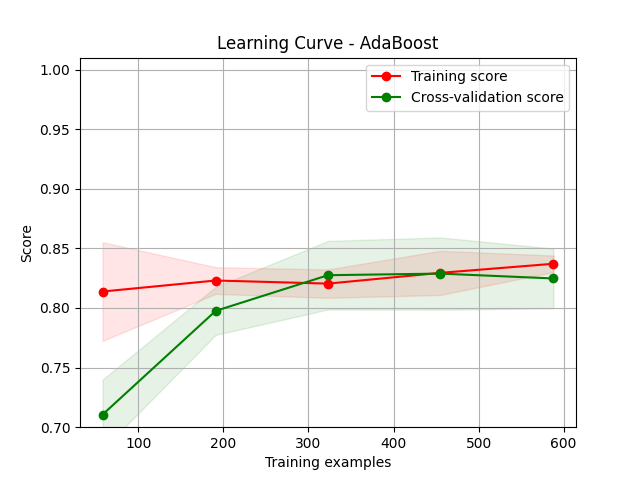 Learning Curve - AdaBoost
Training score
Cross-validation score
1.00
0.95
0.90
0.85
0.80
0.75
0.70
Score
100
200
300
400
500
600
Training examples